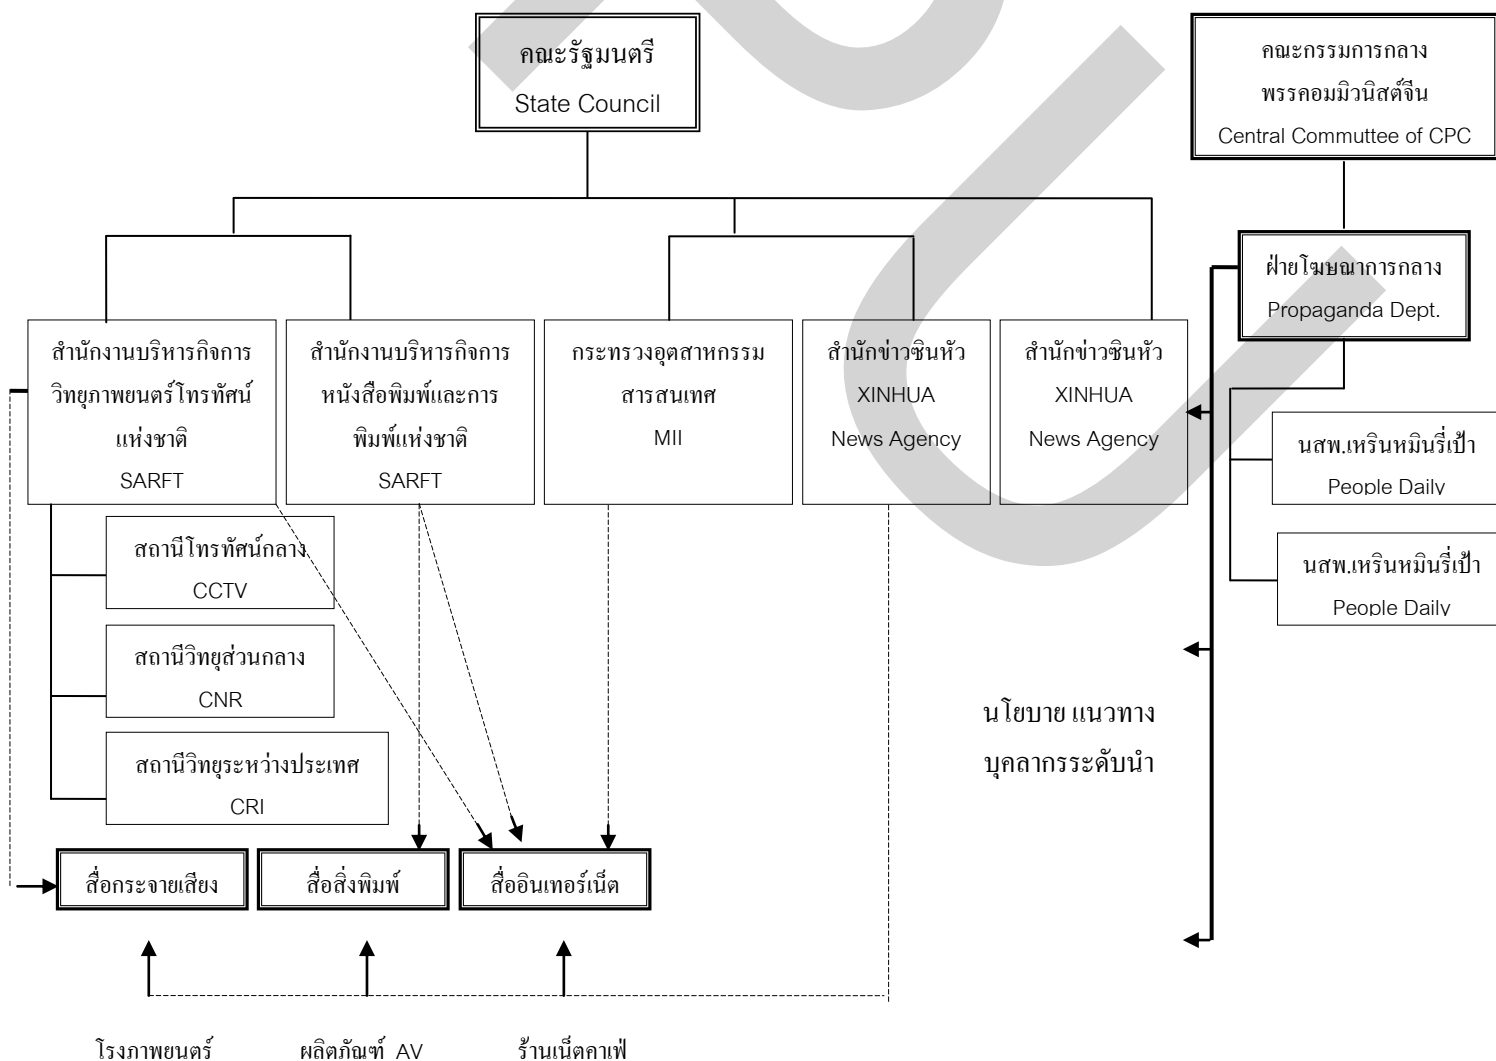 คณะรัฐมนตรี
State Council
คณะกรรมการกลาง
พรรคอมมิวนิสต์จีน
Central Committee of CPC
ฝ่ายโฆษณาการกลาง
Propaganda Dept.
สำนักงานบริหารกิจการ
วิทยุภาพยนตร์โทรทัศน์
แห่งชาติ
SARFT
สำนักงานบริหารกิจการ
หนังสือพิมพ์และการ
พิมพ์แห่งชาติ
SARFT
กระทรวงอุตสาหกรรม
สารสนเทศ
MII
สำนักข่าวซินหัว
XINHUA
News Agency
สำนักข่าวซินหัว
XINHUA
News Agency
นสพ.เหรินหมินรี่เป้า
People Daily
นสพ.เหรินหมินรี่เป้า
People Daily
สถานีโทรทัศน์กลาง
CCTV
สถานีวิทยุส่วนกลาง
CNR
สถานีวิทยุระหว่างประเทศ
CRI
นโยบาย แนวทาง
บุคลากรระดับนำ
สื่อกระจายเสียง
สื่อสิ่งพิมพ์
สื่ออินเทอร์เน็ต
โรงภาพยนตร์
ผลิตภัณฑ์ AV
ร้านเน็ตคาเฟ่